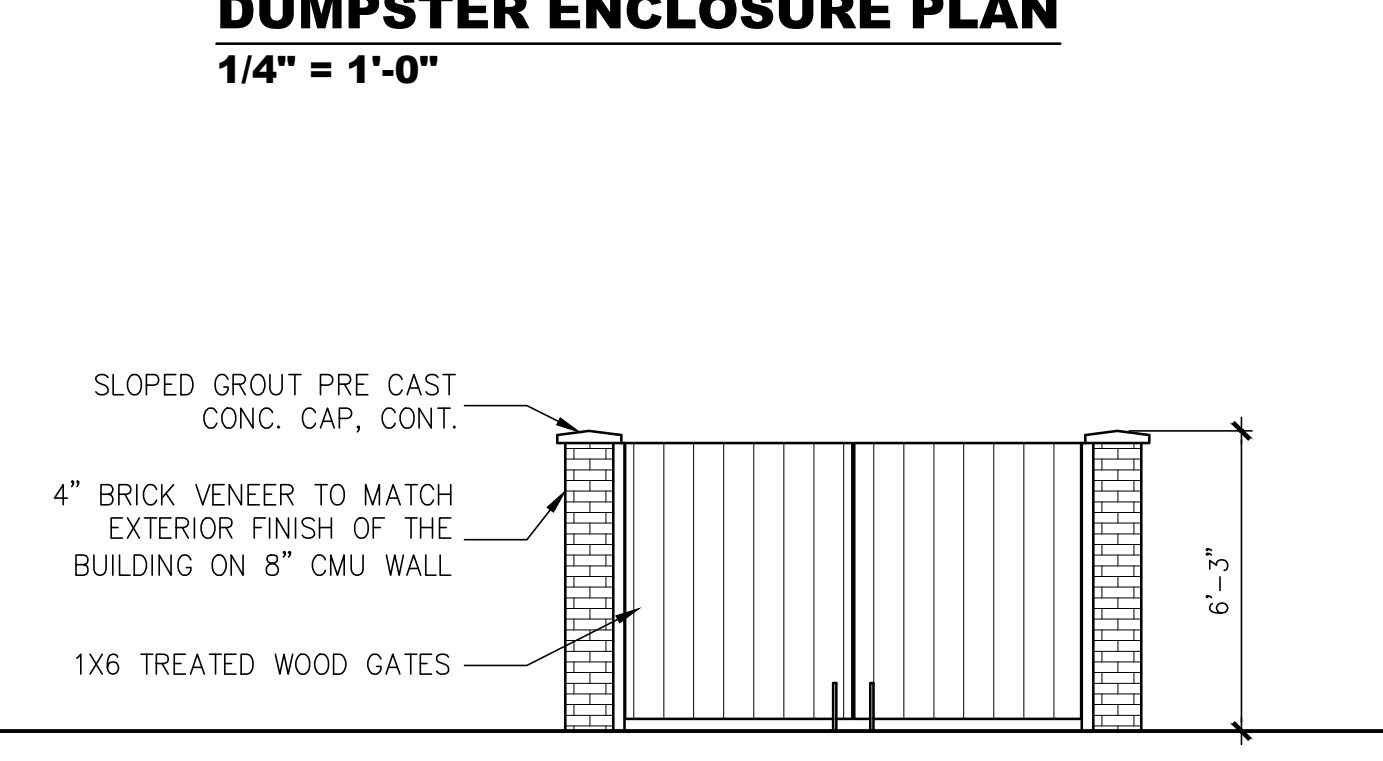 DUMPSTER ENCLOSURE PLAN
1/4" = 1'-0"
SLOPED GROUT PRE CAST
CONC. CAP, CONT.
4” BRICK VENEER TO MATCH
EXTERIOR FINISH OF THE
BUILDING ON 8” CMU WALL
1X6 TREATED WOOD GATES
6’-3”